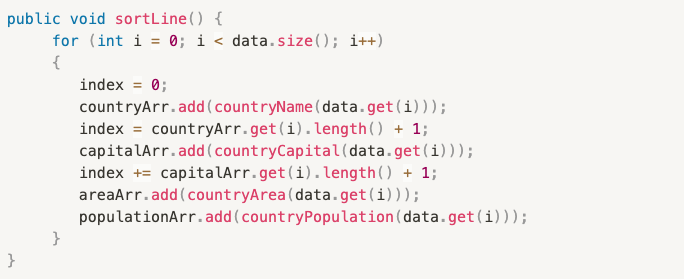 public void sortLine() {
for (int i = 0; i < data.size(); i++)
{
index = 0;
countryArr.add(countryName(data.get(i)));
index = countryArr.get(i).length() + 1;
capitalArr.add(countryCapital(data.get(i)));
index += capitalArr.get(i).length() + 1;
areaArr.add(countryArea(data.get(i)));
populationArr.add(countryPopulation(data.get(i)));
}
}